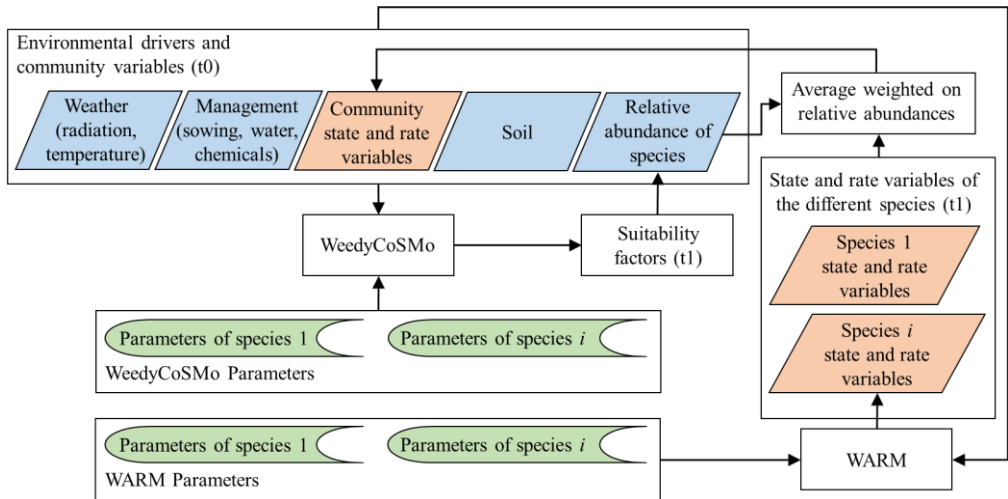 Environmental drivers and
community variables (t0)
Weather
(radiation,
temperature)
Management
(sowing, water,
chemicals)
Community
state and rate
variables
Soil
Relative
abundance of
species
Average weighted on
relative abundances
State and rate variables of
the different species (t1)
Species 1
state and rate
variables
Species i
state and rate
variables
WeedyCoSMo
Suitability
factors (t1)
Parameters of species 1
Parameters of species i
WeedyCoSMo Parameters
Parameters of species 1
Parameters of species i
WARM Parameters
WARM